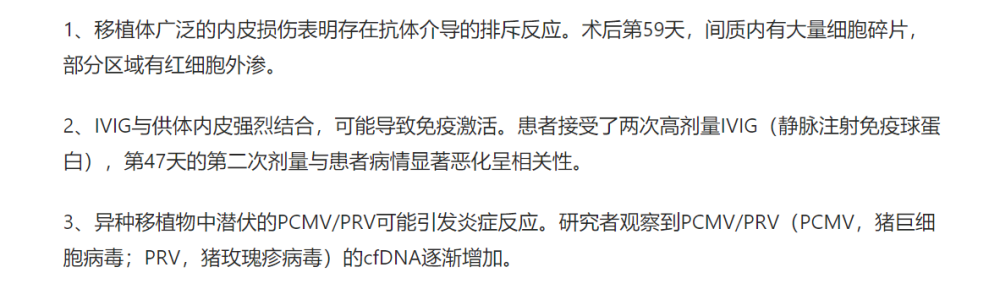 1、移植体广泛的内皮损伤表明存在抗体介导的排斥反应。术后第59天，间质内有大量细胞碎片，
部分区域有红细胞外渗。
2、IVIG与供体内皮强烈结合，可能导致免疫激活。患者接受了两次高剂量IVIG（静脉注射免疫球蛋
白），第47天的第二次剂量与患者病情显著恶化呈相关性。
3、异种移植物中潜伏的PCMV/PRV可能引发炎症反应。研究者观察到PCMV/PRV（PCMV，猪巨细
胞病毒；PRV，猪玫瑰疹病毒）的cfDNA逐渐增加。